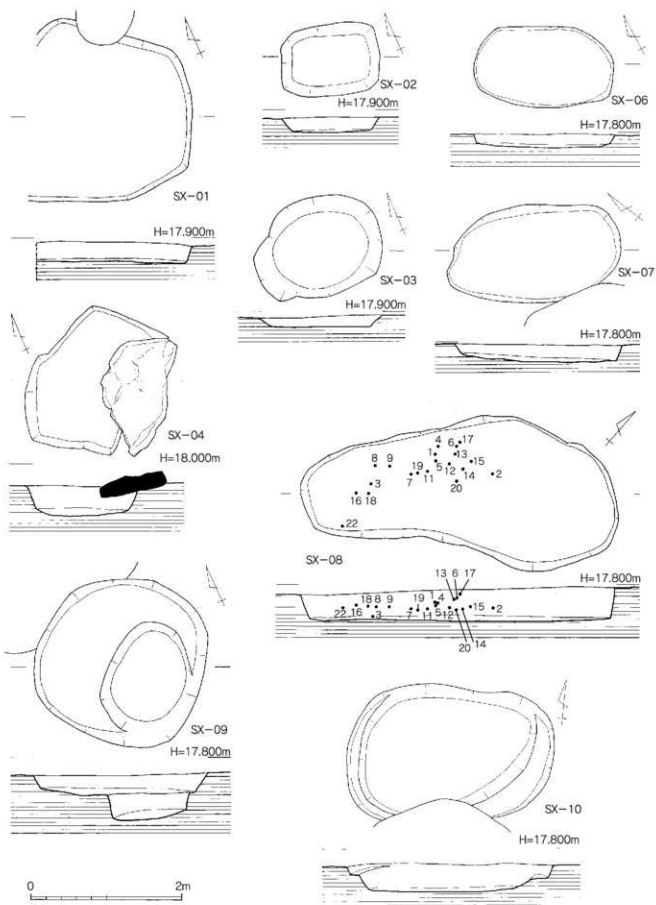 SX-01
H=17.900m
SX-02
H=17.900m
SX-06
H=17.800m
SX-03
H=17.900m
SX-07
H=17.800m
SX-04
H=18.000m
4 6 17
1 13
8 9 5 12 15
19 14 2
7 11
3 20
16 18
22
SX-08
H=17.800m
13 6 17
18 8 9 19 1 4 15 2
22 16 3 7 11 5 12
20 14
SX-09
H=17.800m
SX-10
H=17.800m
0 2m